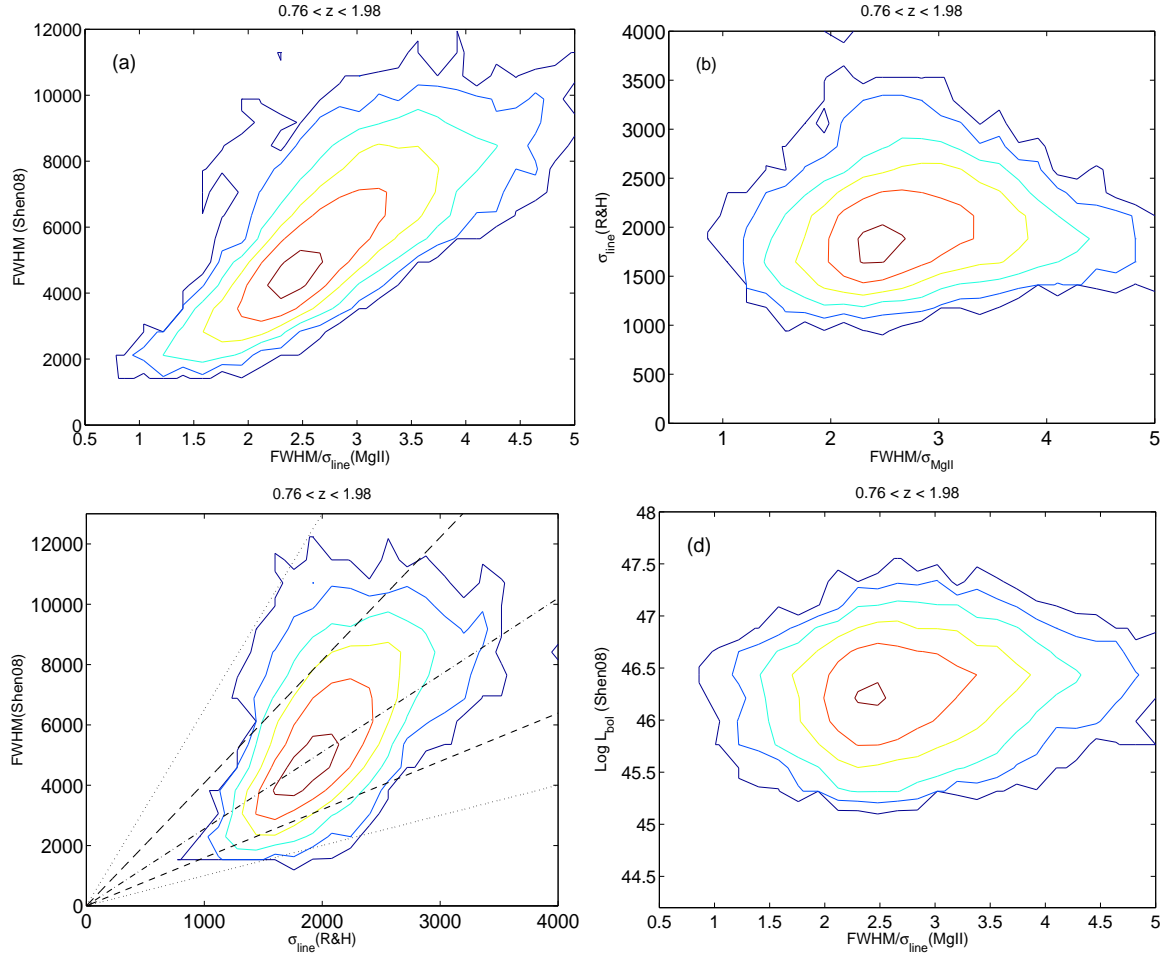 0.76 < z < 1.98
(a)
12000
10000
8000
6000
4000
2000
0
FWHM (Shen08)
0.5 1 1.5 2 2.5 3 3.5 4 4.5 5
FWHM/σline(MgII)
0.76 < z < 1.98
(b)
4000
3500
3000
2500
2000
1500
1000
500
0
σline(R&H)
1 2 3 4 5
FWHM/σMgII
0.76 < z < 1.98
12000
10000
8000
6000
4000
2000
0
FWHM(Shen08)
0 1000 2000 3000 4000
σline(R&H)
0.76 < z < 1.98
(d)
48
47.5
47
46.5
46
45.5
45
44.5
Log Lbol (Shen08)
0.5 1 1.5 2 2.5 3 3.5 4 4.5 5
FWHM/σline(MgII)